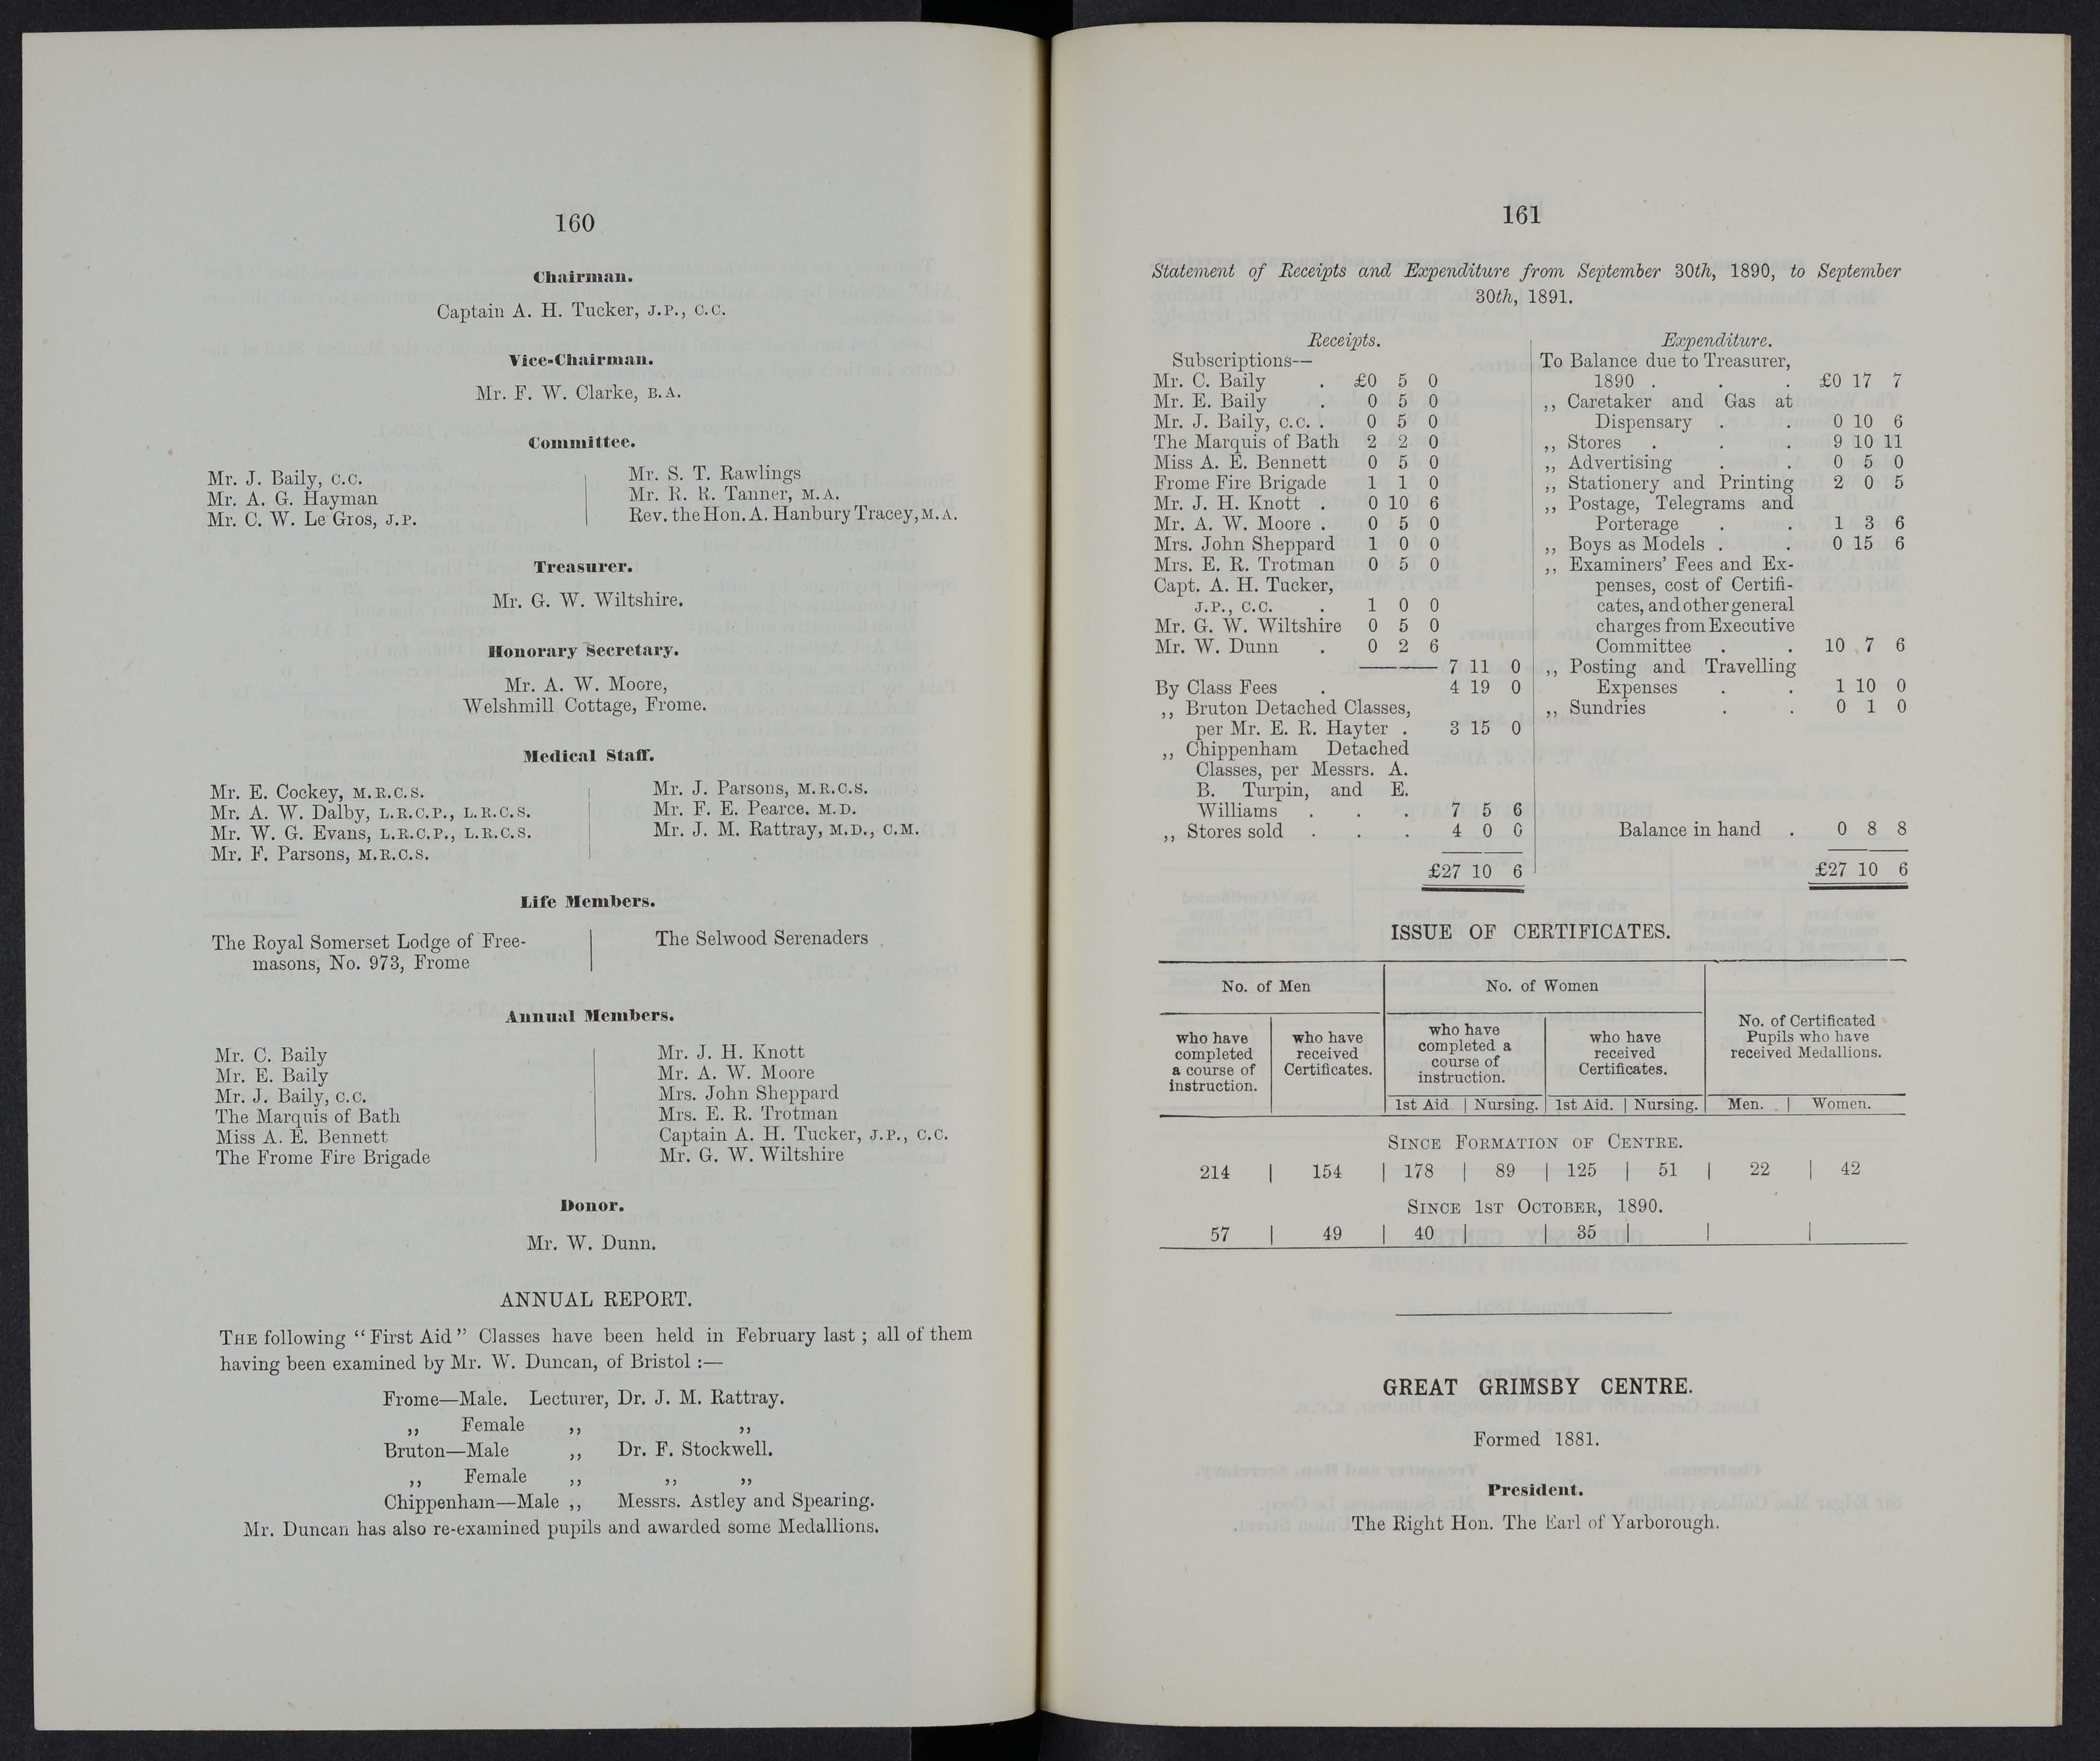 160
Chairman.
Captain A. H. Tucker, J.P., C.C.
Vice-Chairman.
Mr. F. W. Clarke, B.A.
Committee.
Mr. J. Baily, C.C.
Mr. A. G. Hayman
Mr. C. W. Le Gros, J.P.
Mr. S. T. Rawlings
Mr. R. R. Tanner, M.A.
Rev. the Hon. A. Hanbury Tracey, M.A.
Treasurer.
Mr. G. W. Wiltshire.
Honorary Secretary.
Mr. A. W. Moore,
Welshmill Cottage, Frome.
Medical Staff.
Mr. E. Cockey, M.R.C.S.
Mr. A. W. Dalby, L.R.C.P., L.R.C.S.
Mr. W. G. Evans, L.R.C.P., L.R.C.S.
Mr. F. Parsons, M.R.C.S.
Mr. J. Parsons, M.R.C.S.
Mr. F. E. Pearce, M.D.
Mr. J. M. Rattray, M.D., C.M.
Life Members.
The Royal Somerset Lodge of Free-
masons, No. 973, Frome
The Selwood Serenaders
Annual Members.
Mr. C. Baily
Mr. E. Baily
Mr. J. Baily, C.C.
The Marquis of Bath
Miss A. E. Bennett
The Frome Fire Brigade
Mr. J. H. Knott
Mr. A. W. Moore
Mrs. John Sheppard
Mrs. E. R. Trotman
Captain A. H. Tucker, J.P., C.C.
Mr. G. W. Wiltshire
Donor.
Mr. W. Dunn.
ANNUAL REPORT.
THE following "First Aid" Classes have been held in February last; all of them
having been examined by Mr. W. Duncan, of Bristol:—
Frome—Male. Lecturer, Dr. J. M. Rattray.
,, Female ,, ,,
Bruton—Male ,, Dr. F. Stockwell.
,, Female ,, ,, ,,
Chippenham—Male ,, Messrs. Astley and Spearing.
Mr. Duncan has also re-examined pupils and awarded some Medallions.
161
Statement of Receipts and Expenditure from September 30th, 1890, to September
30th, 1891.
Receipts.
Subscriptions—
Mr. C. Baily . £0 5 0
Mr. E. Baily . 0 5 0
Mr. J. Baily, C.C. . 0 5 0
The Marquis of Bath 2 2 0
Miss A. E. Bennett 0 5 0
Frome Fire Brigade 1 1 0
Mr. J. H. Knott . 0 10 6
Mr. A. W. Moore . 0 5 0
Mrs. John Sheppard 1 0 0
Mrs. E. R. Trotman 0 5 0
Capt. A. H. Tucker,
J.P., C.C. . 1 0 0
Mr. G. W. Wiltshire 0 5 0
Mr. W. Dunn . 0 2 6
7 11 0
By Class Fees . 4 19 0
,, Bruton Detached Classes,
per Mr. E. R. Hayter . 3 15 0
,, Chippenham Detached
Classes, per Messrs. A.
B. Turpin, and E.
Williams . . . 7 5 6
,, Stores sold . . . 4 0 0
£27 10 6
Expenditure.
To Balance due to Treasurer,
1890 . . . £0 17 7
,, Caretaker and Gas at
Dispensary . . 0 10 6
,, Stores . . . 9 10 11
,, Advertising . . 0 5 0
,, Stationery and Printing 2 0 5
,, Postage, Telegrams and
Porterage . . 1 3 6
,, Boys as Models . . 0 15 6
,, Examiners' Fees and Ex-
penses, cost of Certifi-
cates, and other general
charges from Executive
Committee . . 10 7 6
,, Posting and Travelling
Expenses . . 1 10 0
,, Sundries . . 0 1 0
Balance in hand . 0 8 8
£27 10 6
ISSUE OF CERTIFICATES.
No. of Men
No. of Women
No. of Certificated
Pupils who have
received Medallions.
who have
completed
a course of
instruction.
who have
received
Certificates.
who have
completed a
course of
instruction.
who have
received
Certificates.
1st Aid | Nursing. | 1st Aid. | Nursing. | Men. | Women.
SINCE FORMATION OF CENTRE.
214 | 154 | 178 | 89 | 125 | 51 | 22 | 42
SINCE 1ST OCTOBER, 1890.
57 | 49 | 40 | | 35 | | |
GREAT GRIMSBY CENTRE.
Formed 1881.
President.
The Right Hon. The Earl of Yarborough.